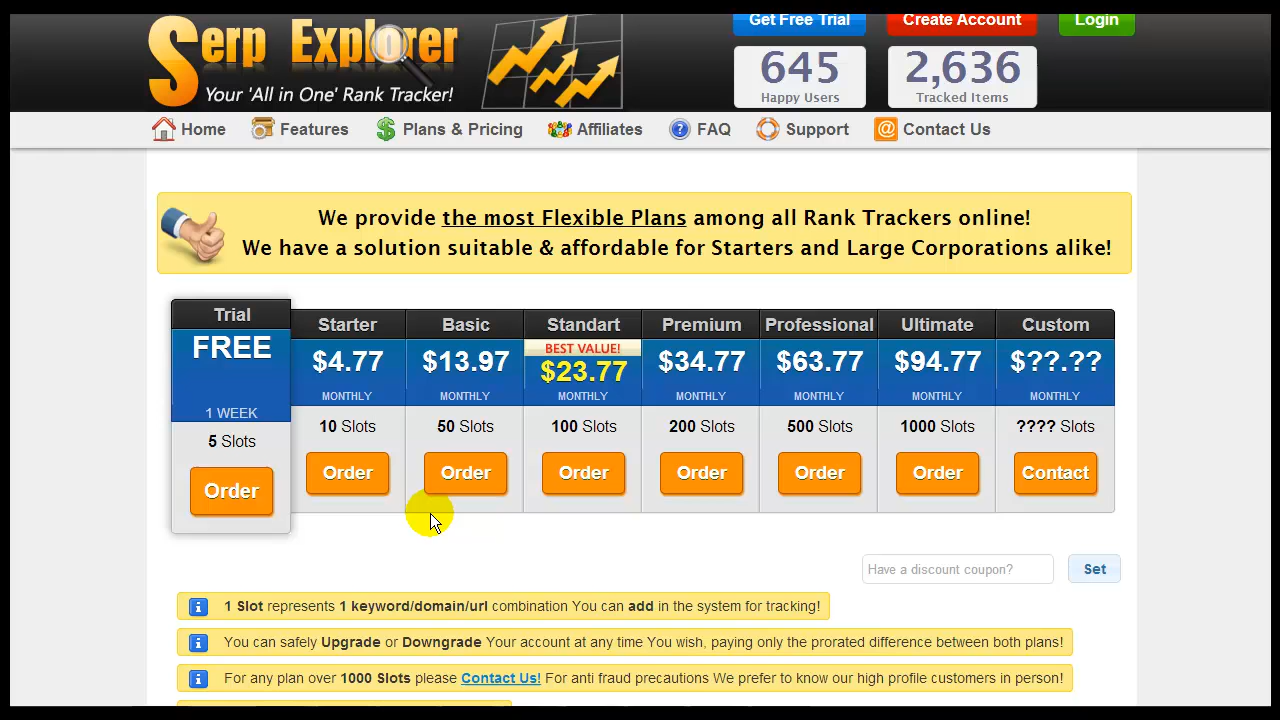 Serp Explorer
Your 'All in One' Rank Tracker!
Get Free Trial
Create Account
Login
645
Happy Users
2,636
Tracked Items
Home
Features
Plans & Pricing
Affiliates
FAQ
Support
Contact Us
We provide the most Flexible Plans among all Rank Trackers online!
We have a solution suitable & affordable for Starters and Large Corporations alike!
Trial
FREE
1 WEEK
5 Slots
Order
Starter
$4.77
MONTHLY
10 Slots
Order
Basic
$13.97
MONTHLY
50 Slots
Order
Standart
BEST VALUE!
$23.77
MONTHLY
100 Slots
Order
Premium
$34.77
MONTHLY
200 Slots
Order
Professional
$63.77
MONTHLY
500 Slots
Order
Ultimate
$94.77
MONTHLY
1000 Slots
Order
Custom
$??.??
MONTHLY
???? Slots
Contact
Have a discount coupon?
Set
1 Slot represents 1 keyword/domain/url combination You can add in the system for tracking!
You can safely Upgrade or Downgrade Your account at any time You wish, paying only the prorated difference between both plans!
For any plan over 1000 Slots please Contact Us! For anti fraud precautions We prefer to know our high profile customers in person!